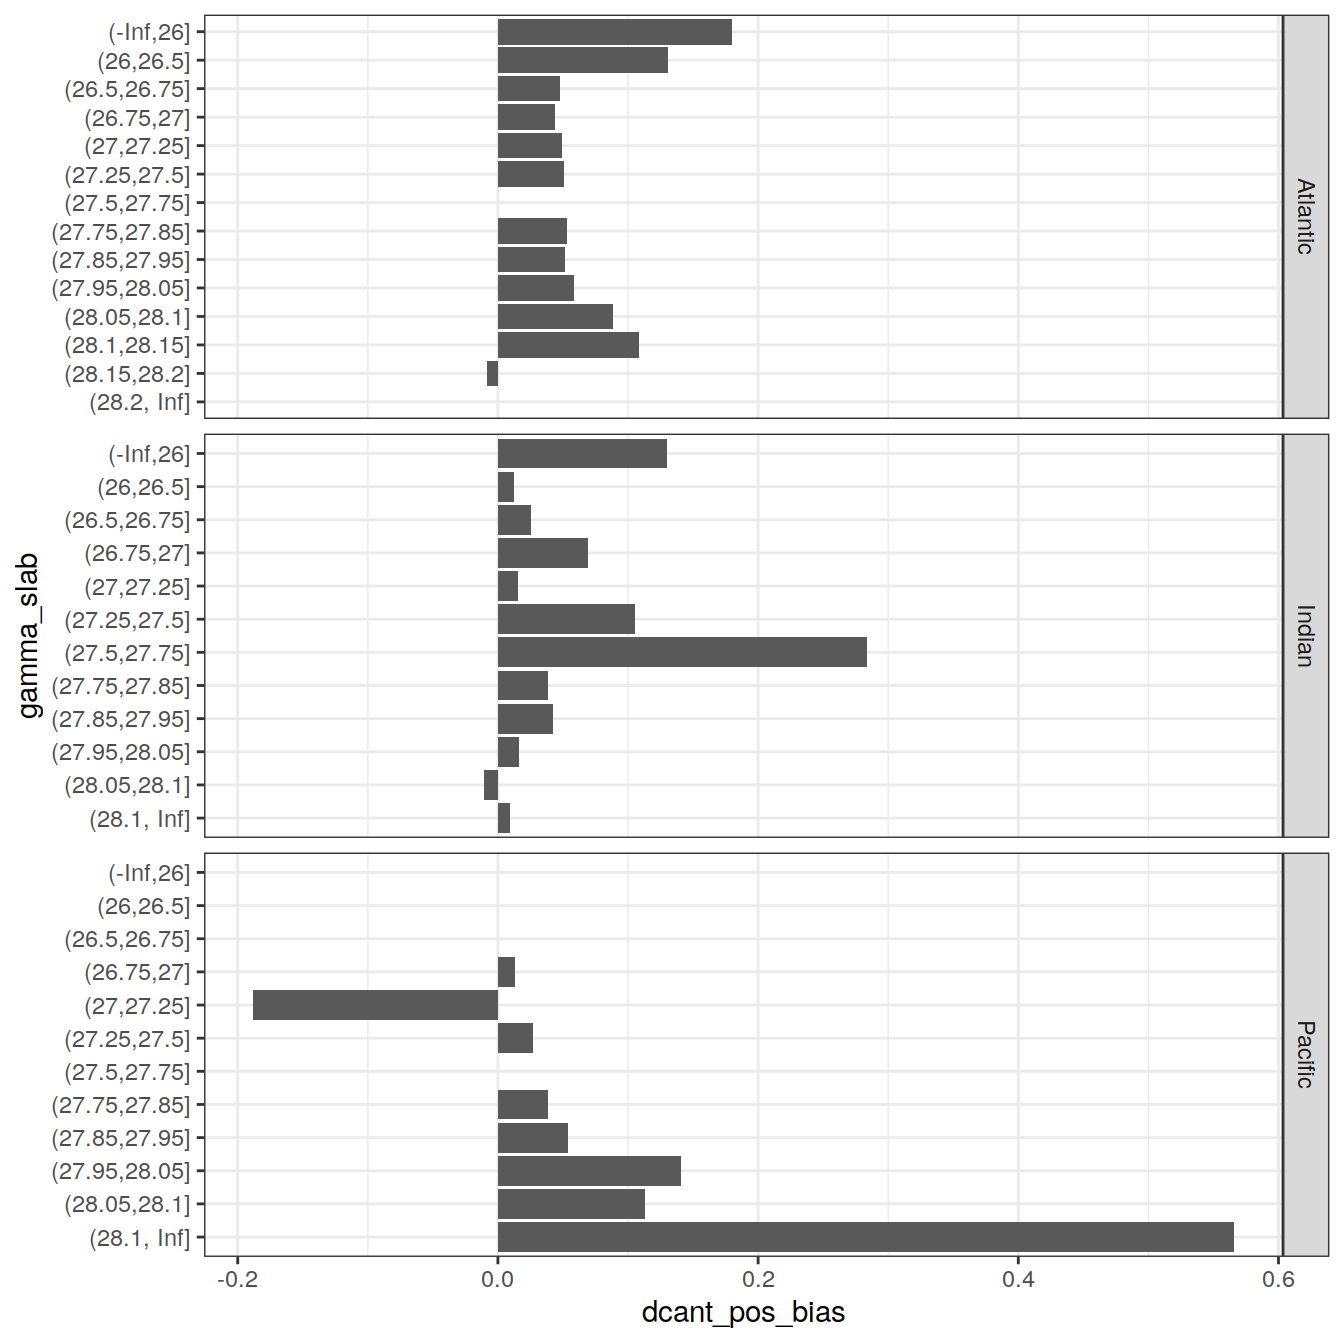 (-Inf,26]
(26,26.5]
(26.5,26.75]
(26.75,27]
(27,27.25]
(27.25,27.5]
(27.5,27.75]
(27.75,27.85]
(27.85,27.95]
(27.95,28.05]
(28.05,28.1]
(28.1,28.15]
(28.15,28.2]
(28.2, Inf]
Atlantic
gamma_slab
(-Inf,26]
(26,26.5]
(26.5,26.75]
(26.75,27]
(27,27.25]
(27.25,27.5]
(27.5,27.75]
(27.75,27.85]
(27.85,27.95]
(27.95,28.05]
(28.05,28.1]
(28.1, Inf]
Indian
(-Inf,26]
(26,26.5]
(26.5,26.75]
(26.75,27]
(27,27.25]
(27.25,27.5]
(27.5,27.75]
(27.75,27.85]
(27.85,27.95]
(27.95,28.05]
(28.05,28.1]
(28.1, Inf]
Pacific
-0.2 0.0 0.2 0.4 0.6
dcant_pos_bias